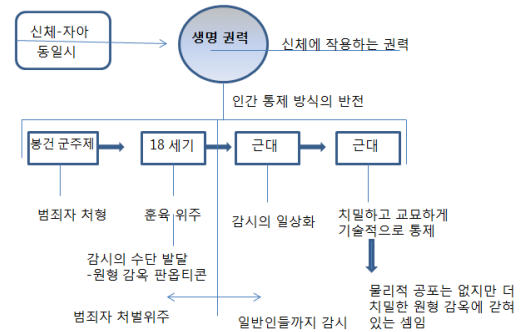 신체-자아
동일시
생명 권력
신체에 작용하는 권력
인간 통제 방식의 반전
봉건 군주제
18 세기
근대
근대
범죄자 처형
훈육 위주
감시의 일상화
치밀하고 교묘하게
기술적으로 통제
감시의 수단 발달
-원형 감옥 판옵티콘
물리적 공포는 없지만 더
치밀한 원형 감옥에 갇혀
있는 셈임
범죄자 처벌위주
일반인들까지 감시